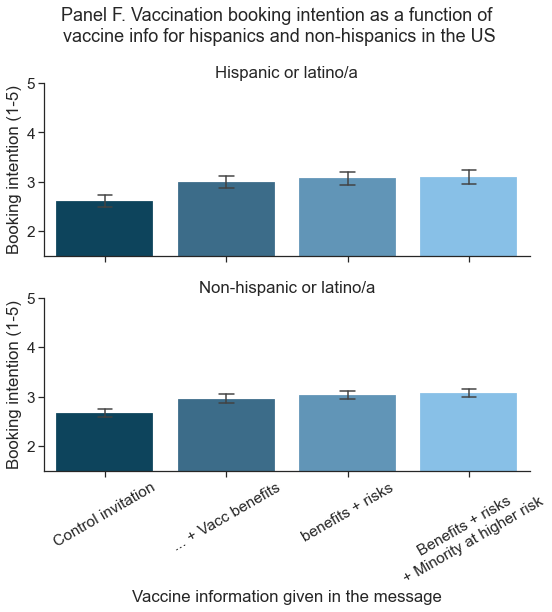 Panel F. Vaccination booking intention as a function of
vaccine info for hispanics and non-hispanics in the US
Hispanic or latino/a
Booking intention (1-5)
5
4
3
2
Non-hispanic or latino/a
Booking intention (1-5)
5
4
3
2
Control invitation
... + Vacc benefits
benefits + risks
Benefits + risks
+ Minority at higher risk
Vaccine information given in the message